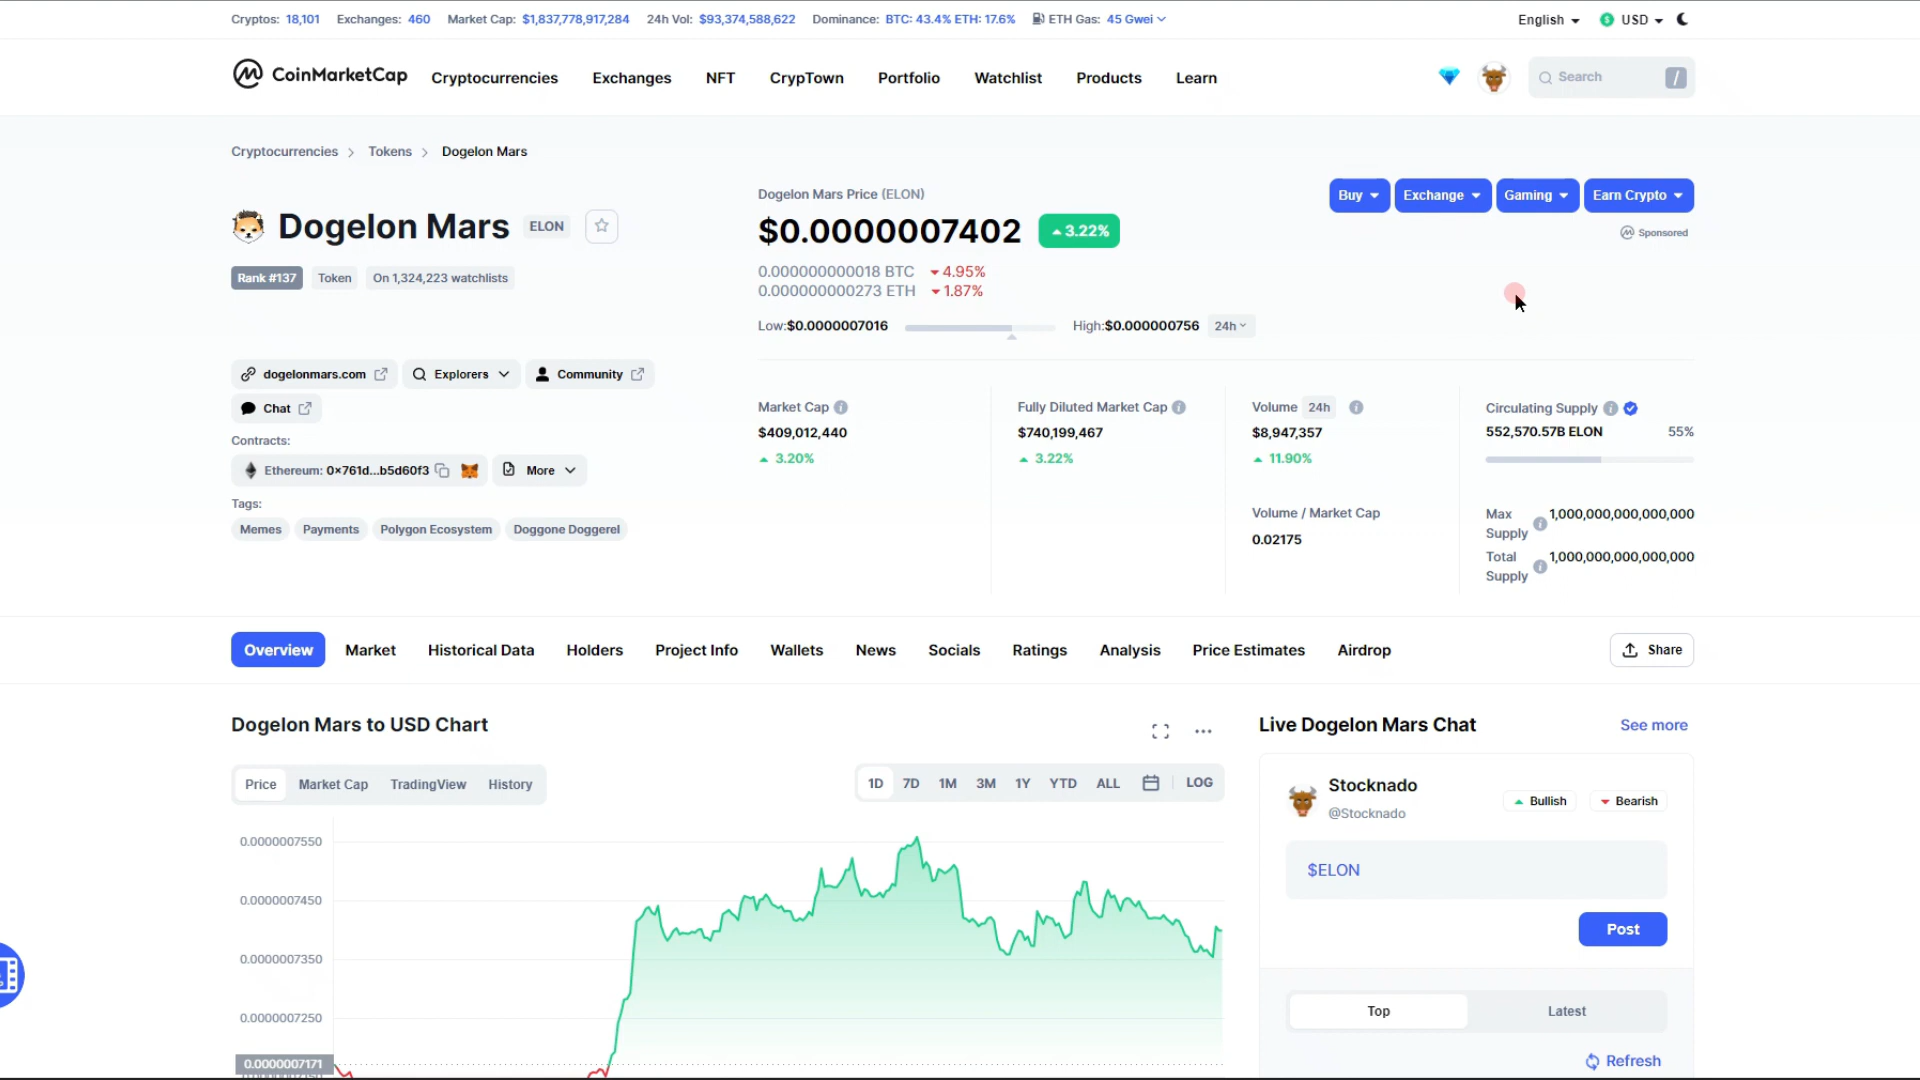 Cryptos: 18,101 Exchanges: 460 Market Cap: $1,837,778,917,284 24h Vol: $93,374,588,622 Dominance: BTC: 43.4% ETH: 17.6% ETH Gas: 45 Gwei English USD
CoinMarketCap Cryptocurrencies Exchanges NFT CrypTown Portfolio Watchlist Products Learn Search /
Cryptocurrencies Tokens Dogelon Mars
Dogelon Mars ELON
Rank #137 Token On 1,324,223 watchlists
dogelonmars.com Explorers Community
Chat
Contracts:
Ethereum: 0x761d...b5d60f3 More
Tags:
Memes Payments Polygon Ecosystem Doggone Doggerel
Dogelon Mars Price (ELON)
$0.0000007402 3.22%
0.000000000018 BTC 4.95%
0.000000000273 ETH 1.87%
Low:$0.0000007016 High:$0.000000756 24h
Buy Exchange Gaming Earn Crypto
Sponsored
Market Cap
$409,012,440
3.20%
Fully Diluted Market Cap
$740,199,467
3.22%
Volume 24h
$8,947,357
11.90%
Volume / Market Cap
0.02175
Circulating Supply
552,570.57B ELON 55%
Max Supply 1,000,000,000,000,000
Total Supply 1,000,000,000,000,000
Overview Market Historical Data Holders Project Info Wallets News Socials Ratings Analysis Price Estimates Airdrop Share
Dogelon Mars to USD Chart
Price Market Cap TradingView History 1D 7D 1M 3M 1Y YTD ALL LOG
0.0000007550
0.0000007450
0.0000007350
0.0000007250
0.0000007171
Live Dogelon Mars Chat See more
Stocknado
@Stocknado
Bullish Bearish
$ELON
Post
Top Latest
Refresh